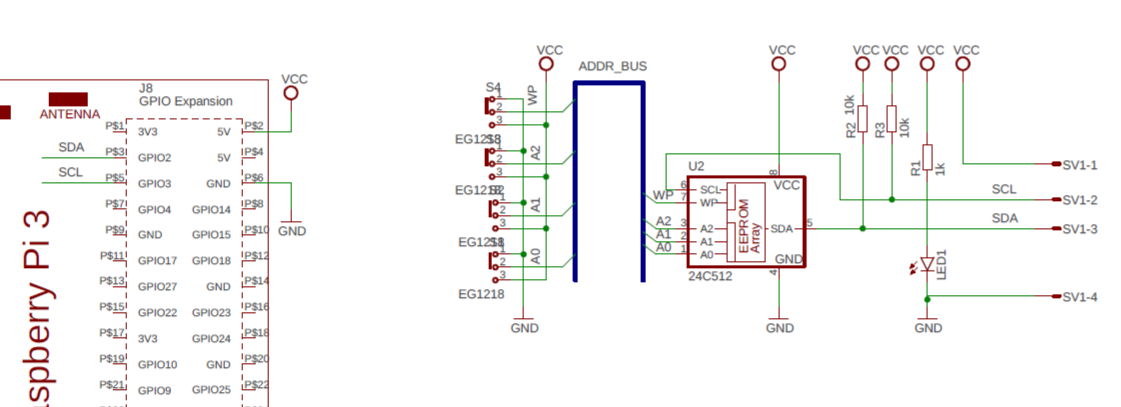 J8
GPIO Expansion
VCC
ANTENNA
P$1 3V3 5V P$2
SDA P$3 GPIO2 5V P$4
SCL P$5 GPIO3 GND P$6
P$7 GPIO4 GPIO14 P$8
P$9 GND GPIO15 P$10
GND
P$11 GPIO17 GPIO18 P$12
P$13 GPIO27 GND P$14
P$15 GPIO22 GPIO23 P$16
P$17 3V3 GPIO24 P$18
P$19 GPIO10 GND P$20
P$21 GPIO9 GPIO25 P$22
aspberry Pi 3
VCC
ADDR_BUS
S4
1
2
3
WP
EG1218
1
2
3
A2
EG1218
1
2
3
A1
EG1218
1
2
3
A0
EG1218
GND
VCC
U2
WP
A2
A1
A0
6 SCL
7 WP
3 A2
2 A1
1 A0
EEPROM
Array
8
VCC
SDA 5
GND
4
24C512
GND
VCC VCC VCC VCC
R2 10k
R3 10k
R1 1k
SV1-1
SCL SV1-2
SDA SV1-3
LED1
SV1-4
GND